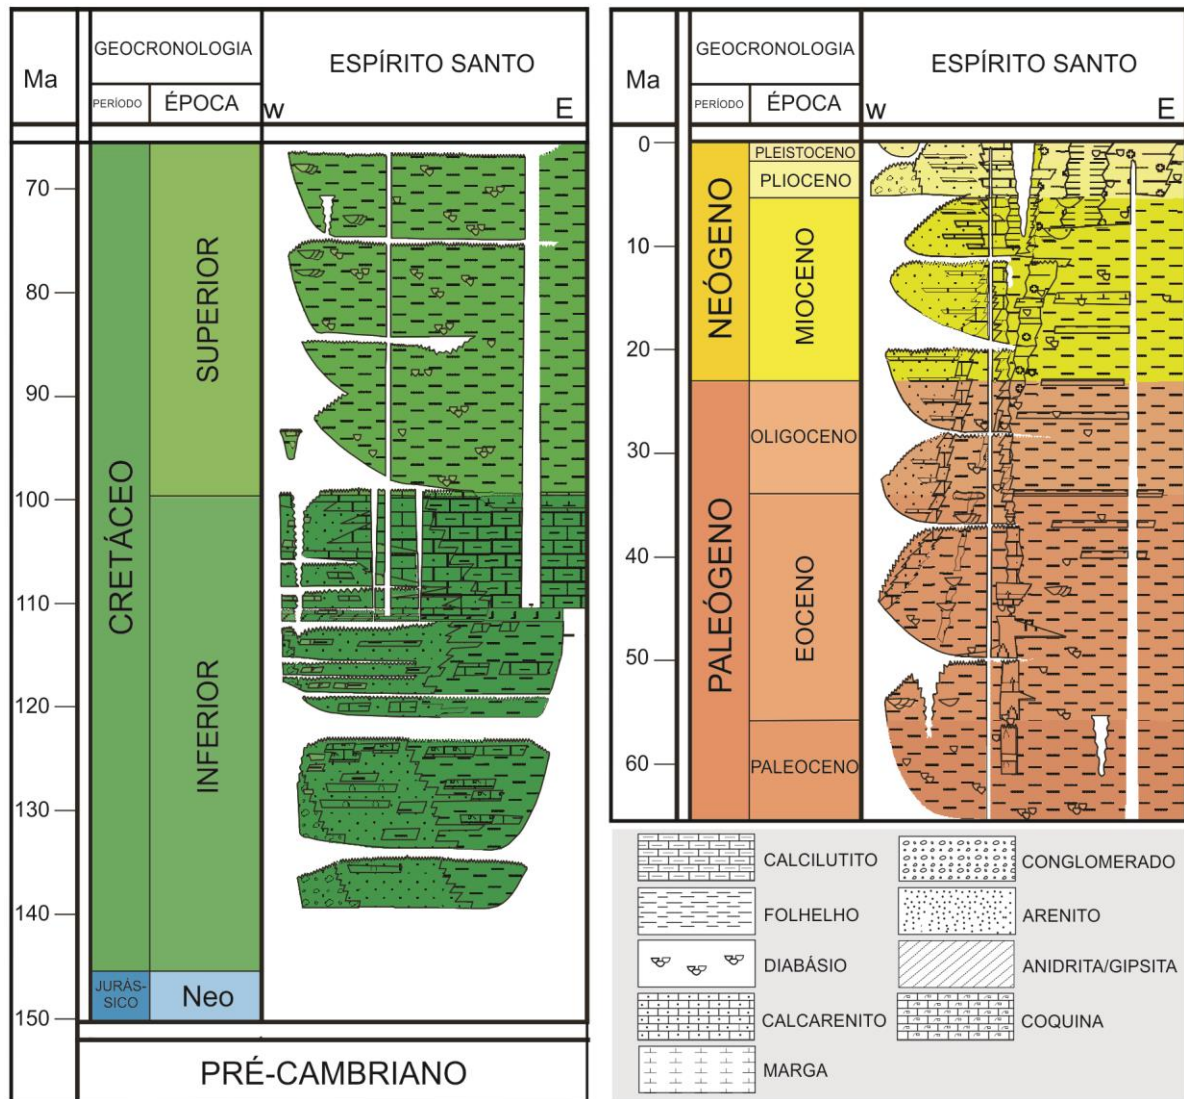 Ma
GEOCRONOLOGIA
PERÍODO
ÉPOCA
ESPÍRITO SANTO
W
E
70
80
90
100
110
120
130
140
150
CRETÁCEO
SUPERIOR
INFERIOR
JURÁS-
SICO
Neo
PRÉ-CAMBRIANO
Ma
GEOCRONOLOGIA
PERÍODO
ÉPOCA
ESPÍRITO SANTO
W
E
0
10
20
30
40
50
60
NEÓGENO
PALEÓGENO
PLEISTOCENO
PLIOCENO
MIOCENO
OLIGOCENO
EOCENO
PALEOCENO
CALCILUTITO
FOLHELHO
DIABÁSIO
CALCARENITO
MARGA
CONGLOMERADO
ARENITO
ANIDRITA/GIPSITA
COQUINA